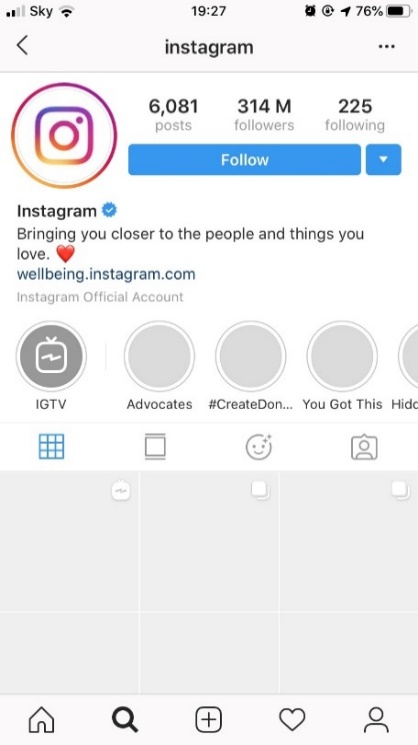 Sky 19:27 76%
instagram
6,081 314 M 225
posts followers following
Follow
Instagram
Bringing you closer to the people and things you
love. ❤️
wellbeing.instagram.com
Instagram Official Account
IGTV Advocates #CreateDon... You Got This Hidd